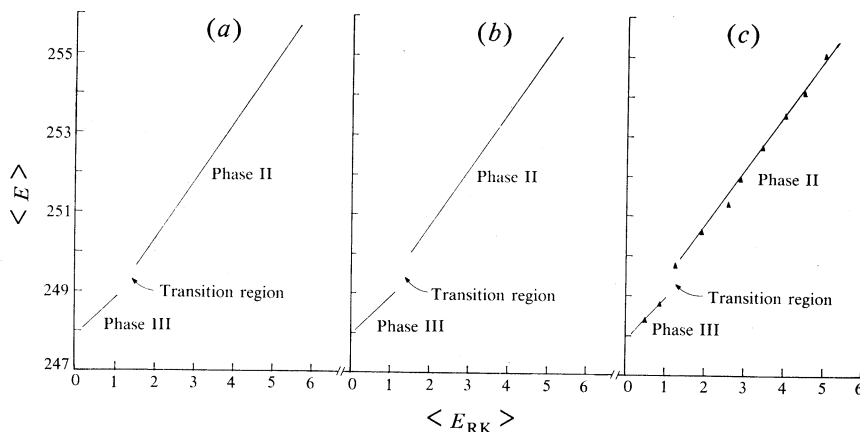 (a)
(b)
(c)
255
253
251
249
247
< E >
Phase II
Transition region
Phase III
Phase II
Transition region
Phase III
Phase II
Transition region
Phase III
0 1 2 3 4 5 6
0 1 2 3 4 5 6
0 1 2 3 4 5 6
< E_RK >